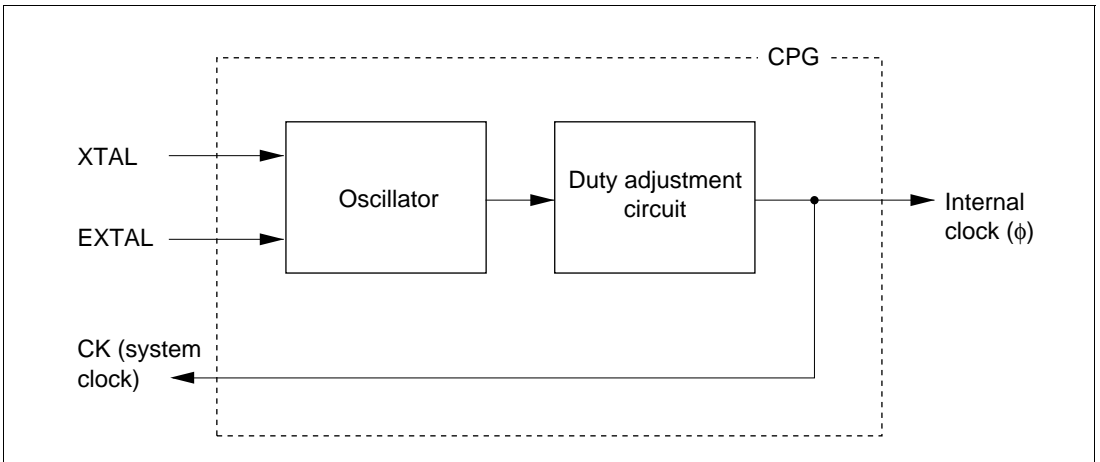 CPG
XTAL
EXTAL
Oscillator
Duty adjustment
circuit
Internal
clock (ϕ)
CK (system
clock)